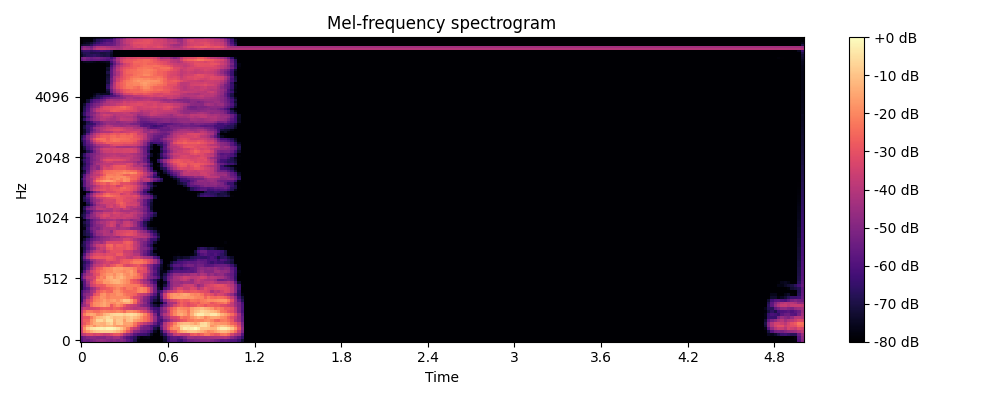 Mel-frequency spectrogram
Hz
4096
2048
1024
512
0
0 0.6 1.2 1.8 2.4 3 3.6 4.2 4.8
Time
+0 dB
-10 dB
-20 dB
-30 dB
-40 dB
-50 dB
-60 dB
-70 dB
-80 dB